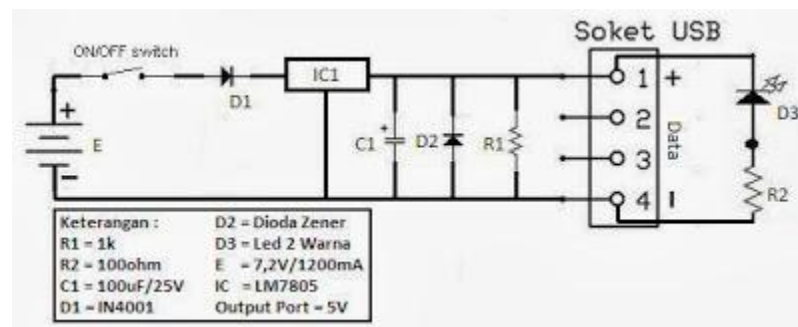 Soket USB
ON/OFF switch
IC1
D1
+
E
C1
+
D2
R1
1 +
2
3
4
Data
D3
R2
Keterangan :
R1 = 1k
R2 = 100ohm
C1 = 100uF/25V
D1 = IN4001
D2 = Dioda Zener
D3 = Led 2 Warna
E = 7,2V/1200mA
IC = LM7805
Output Port = 5V